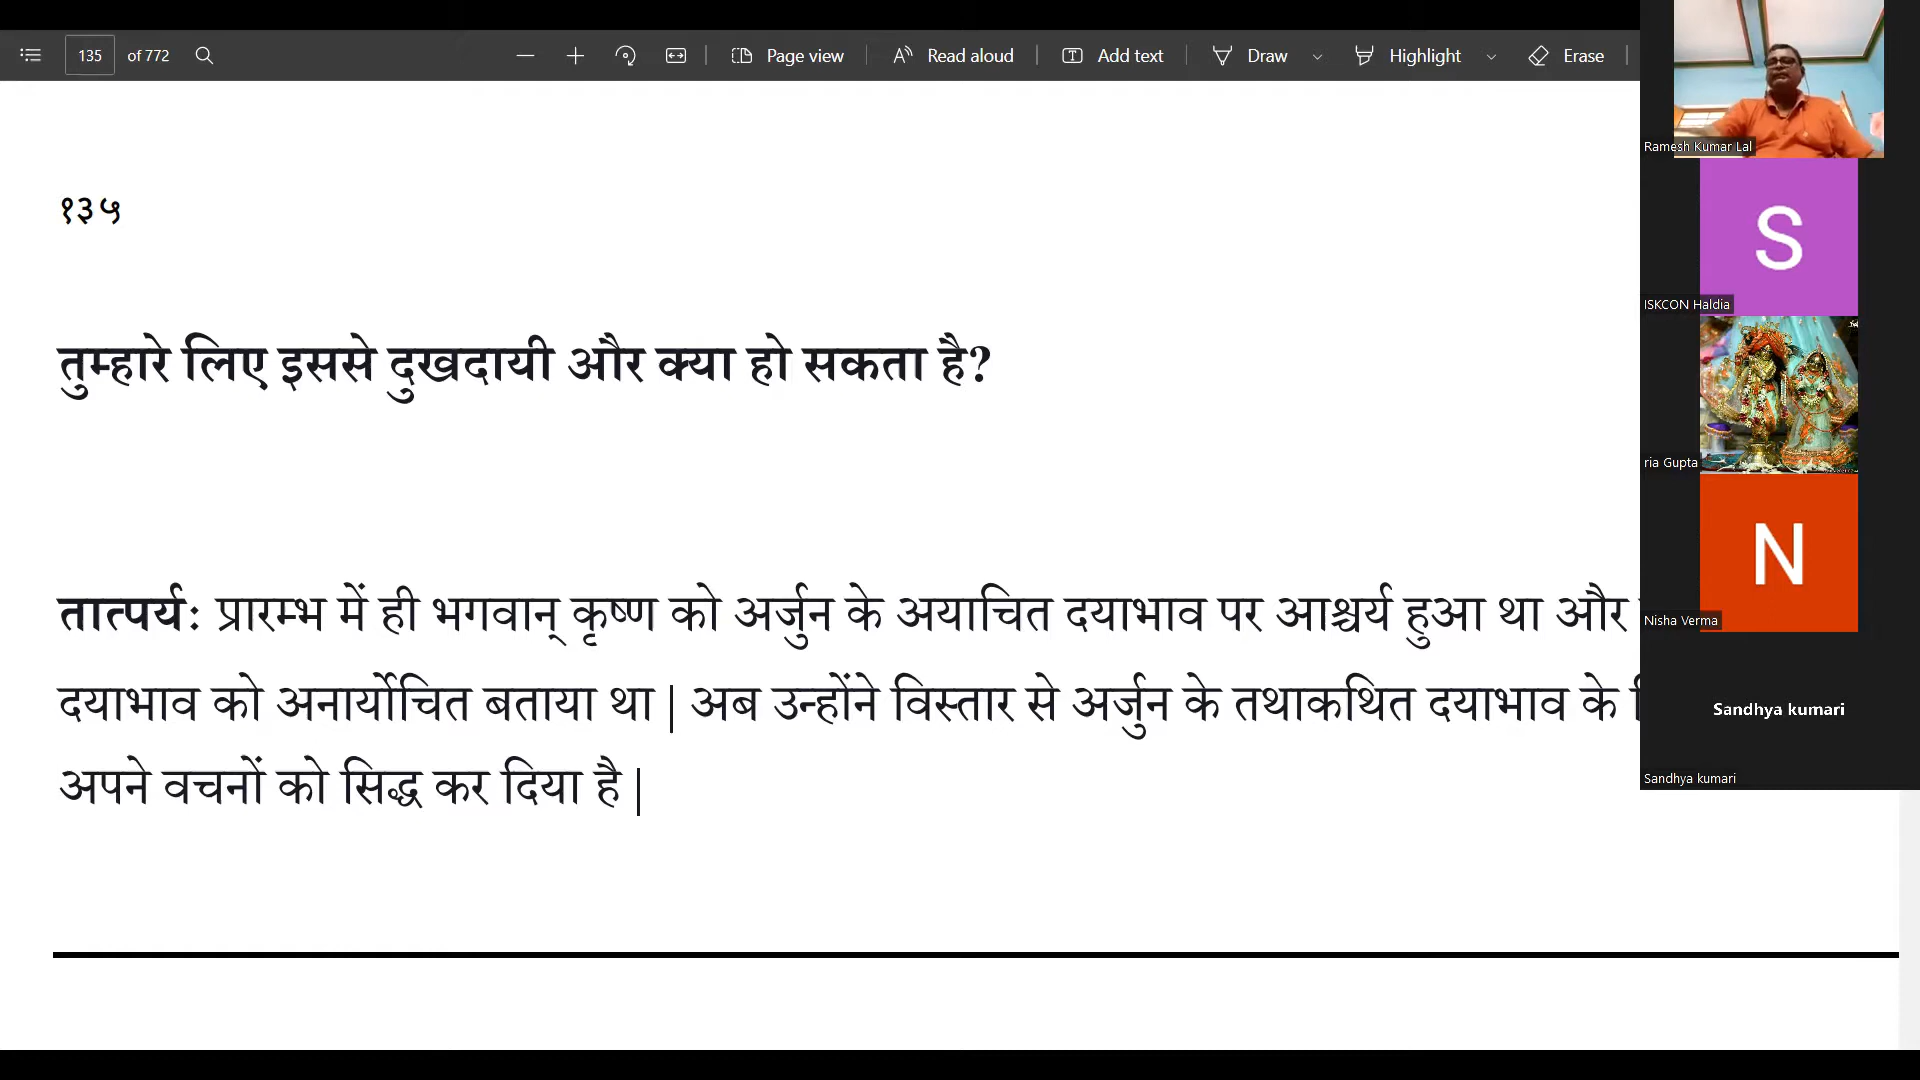 135 of 772 Page view Read aloud Add text Draw Highlight Erase
Ramesh Kumar Lal
S
ISKCON Haldia
ria Gupta
N
Nisha Verma
Sandhya kumari
Sandhya kumari
१३५
तुम्हारे लिए इससे दुखदायी और क्या हो सकता है?
तात्पर्यः प्रारम्भ में ही भगवान् कृष्ण को अर्जुन के अयाचित दयाभाव पर आश्चर्य हुआ था और
दयाभाव को अनार्योचित बताया था | अब उन्होंने विस्तार से अर्जुन के तथाकथित दयाभाव के
अपने वचनों को सिद्ध कर दिया है |